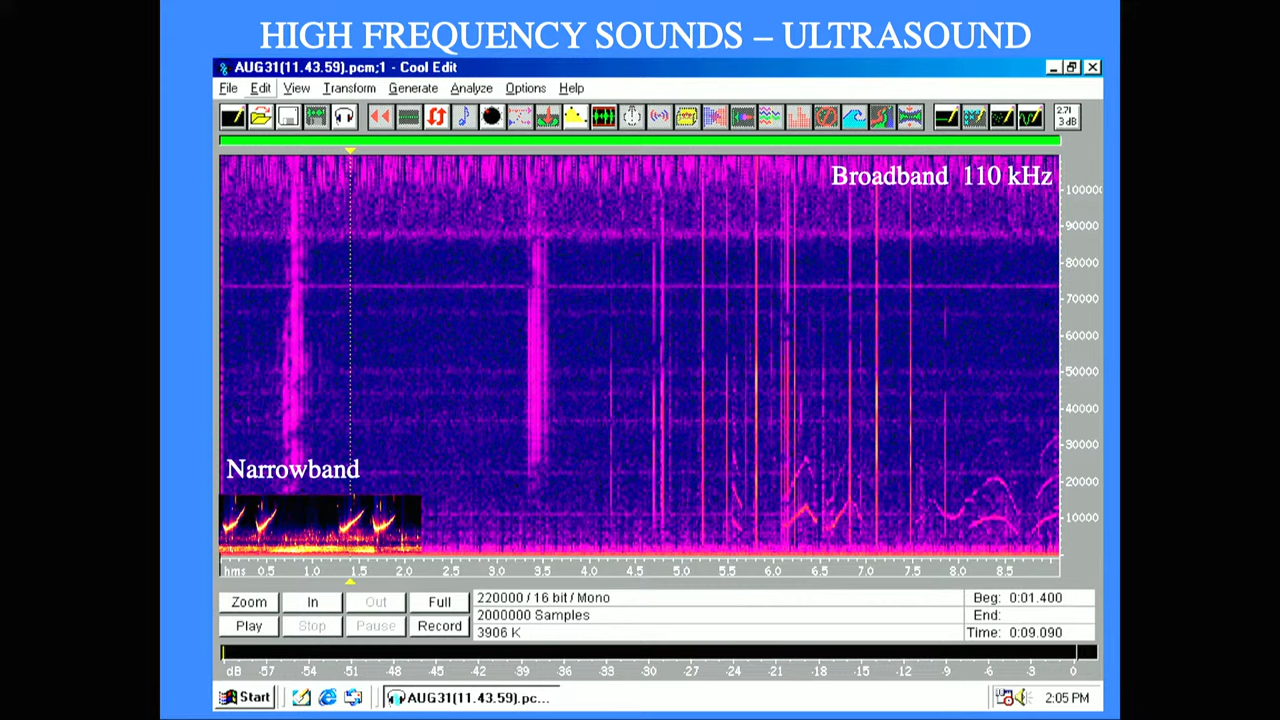 HIGH FREQUENCY SOUNDS – ULTRASOUND
AUG31(11.43.59).pcm;1 - Cool Edit
File Edit View Transform Generate Analyze Options Help
2.71
3 dB
Broadband 110 kHz
100000
90000
80000
70000
60000
50000
40000
30000
Narrowband
20000
10000
hms 0.5 1.0 1.5 2.0 2.5 3.0 3.5 4.0 4.5 5.0 5.5 6.0 6.5 7.0 7.5 8.0 8.5
Zoom In Out Full 220000 / 16 bit / Mono Beg: 0:01.400
2000000 Samples End:
Play Stop Pause Record 3906 K Time: 0:09.090
dB -57 -54 -51 -48 -45 -42 -39 -36 -33 -30 -27 -24 -21 -18 -15 -12 -9 -6 -3 0
Start AUG31(11.43.59).pc... 2:05 PM